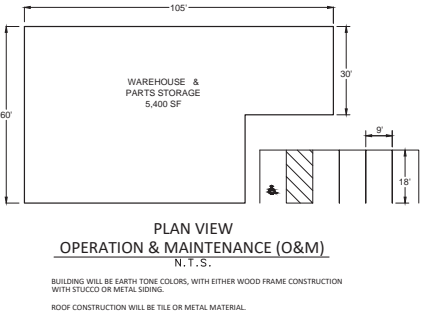 105'
WAREHOUSE &
PARTS STORAGE
5,400 SF
30'
60'
9'
18'
PLAN VIEW
OPERATION & MAINTENANCE (O&M)
N.T.S.
BUILDING WILL BE EARTH TONE COLORS, WITH EITHER WOOD FRAME CONSTRUCTION
WITH STUCCO OR METAL SIDING.
ROOF CONSTRUCTION WILL BE TILE OR METAL MATERIAL.